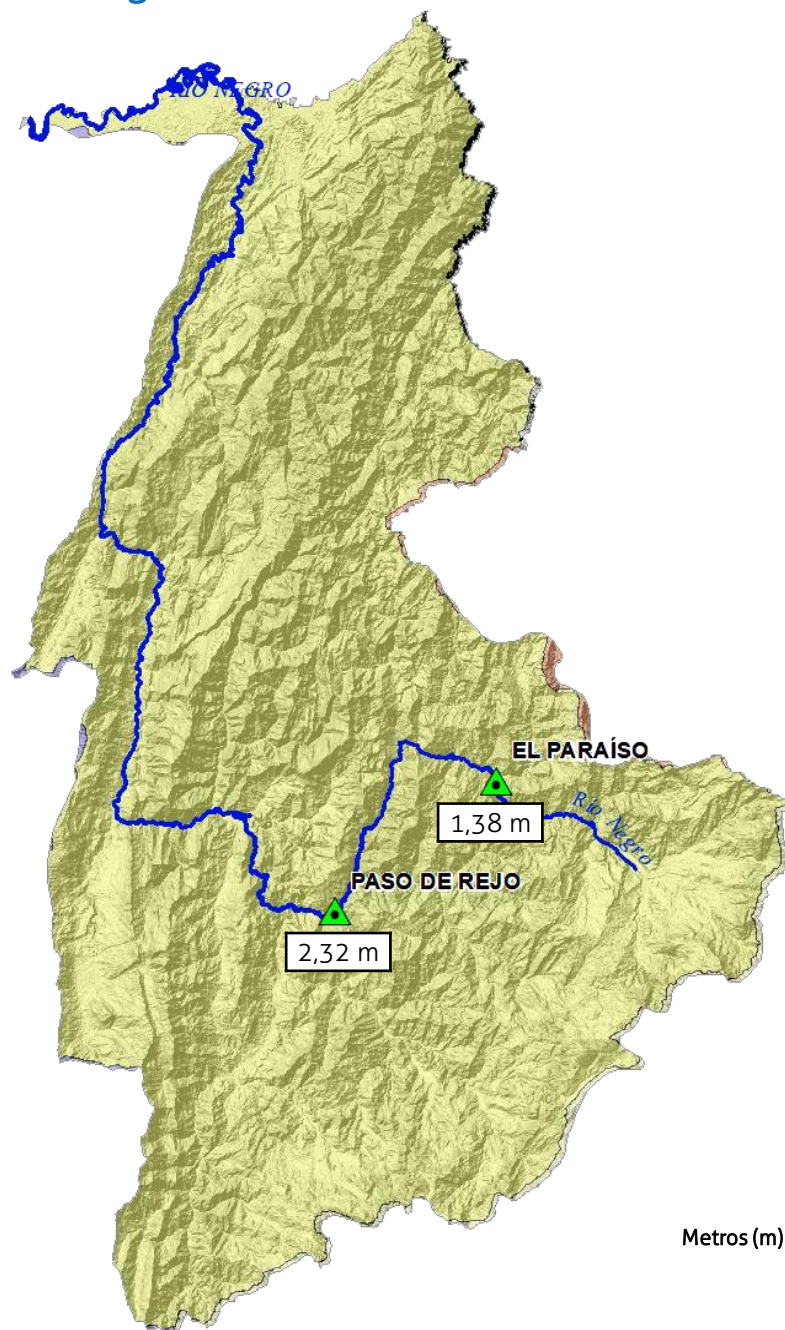 RÍO NEGRO
EL PARAÍSO
1,38 m
Río Negro
PASO DE REJO
2,32 m
Metros (m)